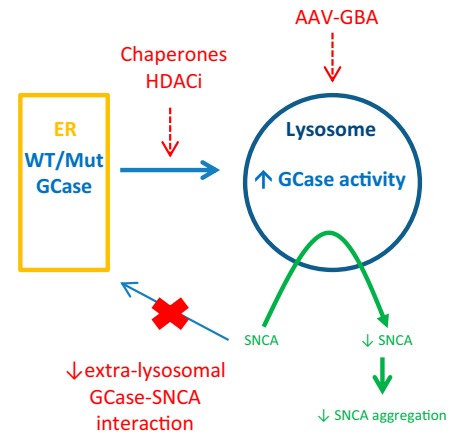 AAV-GBA
Chaperones
HDACi
ER
WT/Mut
GCase
Lysosome
↑ GCase activity
SNCA
↓ SNCA
↓extra-lysosomal
GCase-SNCA
interaction
↓ SNCA aggregation